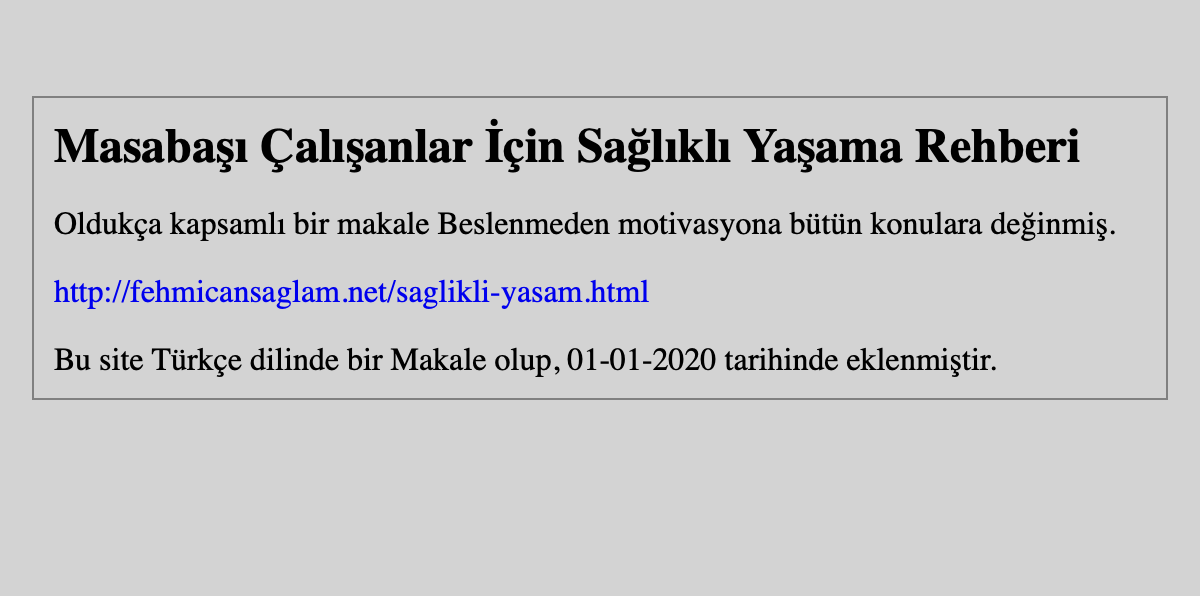 Masabaşı Çalışanlar İçin Sağlıklı Yaşama Rehberi
Oldukça kapsamlı bir makale Beslenmeden motivasyona bütün konulara değinmiş.
http://fehmicansaglam.net/saglikli-yasam.html
Bu site Türkçe dilinde bir Makale olup, 01-01-2020 tarihinde eklenmiştir.